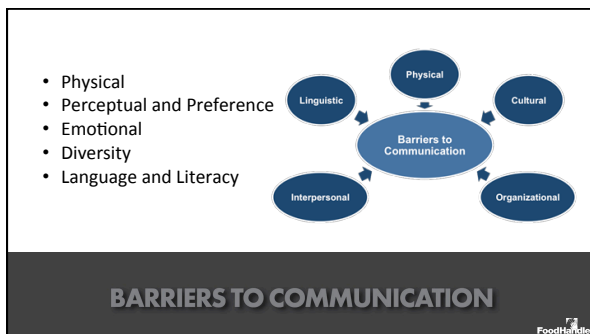 • Physical
• Perceptual and Preference
• Emotional
• Diversity
• Language and Literacy
Physical
Linguistic
Cultural
Barriers to
Communication
Interpersonal
Organizational
BARRIERS TO COMMUNICATION
FoodHandle